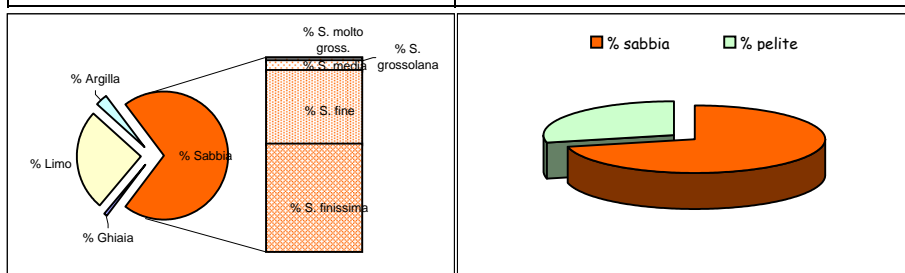 % S. molto
gross.
% S.
grossolana
% S. media
% Argilla
% S. fine
% Limo
% Sabbia
% S. finissima
% Ghiaia
% sabbia
% pelite